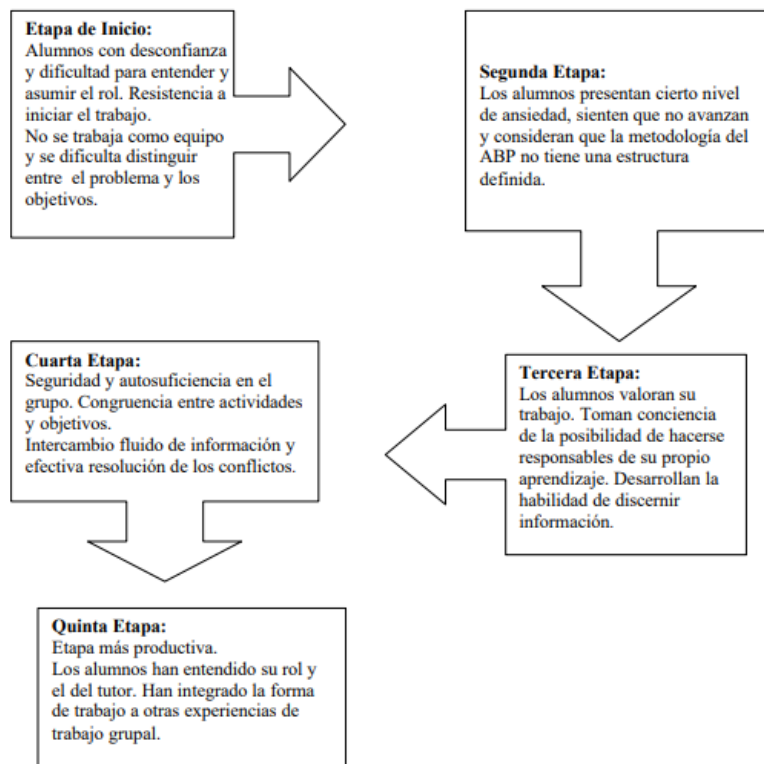 Etapa de Inicio:
Alumnos con desconfianza
y dificultad para entender y
asumir el rol. Resistencia a
iniciar el trabajo.
No se trabaja como equipo
y se dificulta distinguir
entre el problema y los
objetivos.
Segunda Etapa:
Los alumnos presentan cierto nivel
de ansiedad, sienten que no avanzan
y consideran que la metodología del
ABP no tiene una estructura
definida.
Tercera Etapa:
Los alumnos valoran su
trabajo. Toman conciencia
de la posibilidad de hacerse
responsables de su propio
aprendizaje. Desarrollan la
habilidad de discernir
información.
Cuarta Etapa:
Seguridad y autosuficiencia en el
grupo. Congruencia entre actividades
y objetivos.
Intercambio fluido de información y
efectiva resolución de los conflictos.
Quinta Etapa:
Etapa más productiva.
Los alumnos han entendido su rol y
el del tutor. Han integrado la forma
de trabajo a otras experiencias de
trabajo grupal.